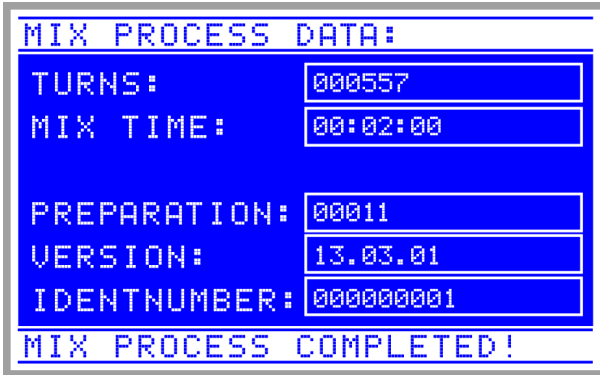 MIX PROCESS DATA:
TURNS: 000557
MIX TIME: 00:02:00
PREPARATION: 00011
VERSION: 13.03.01
IDENTNUMBER: 000000001
MIX PROCESS COMPLETED!